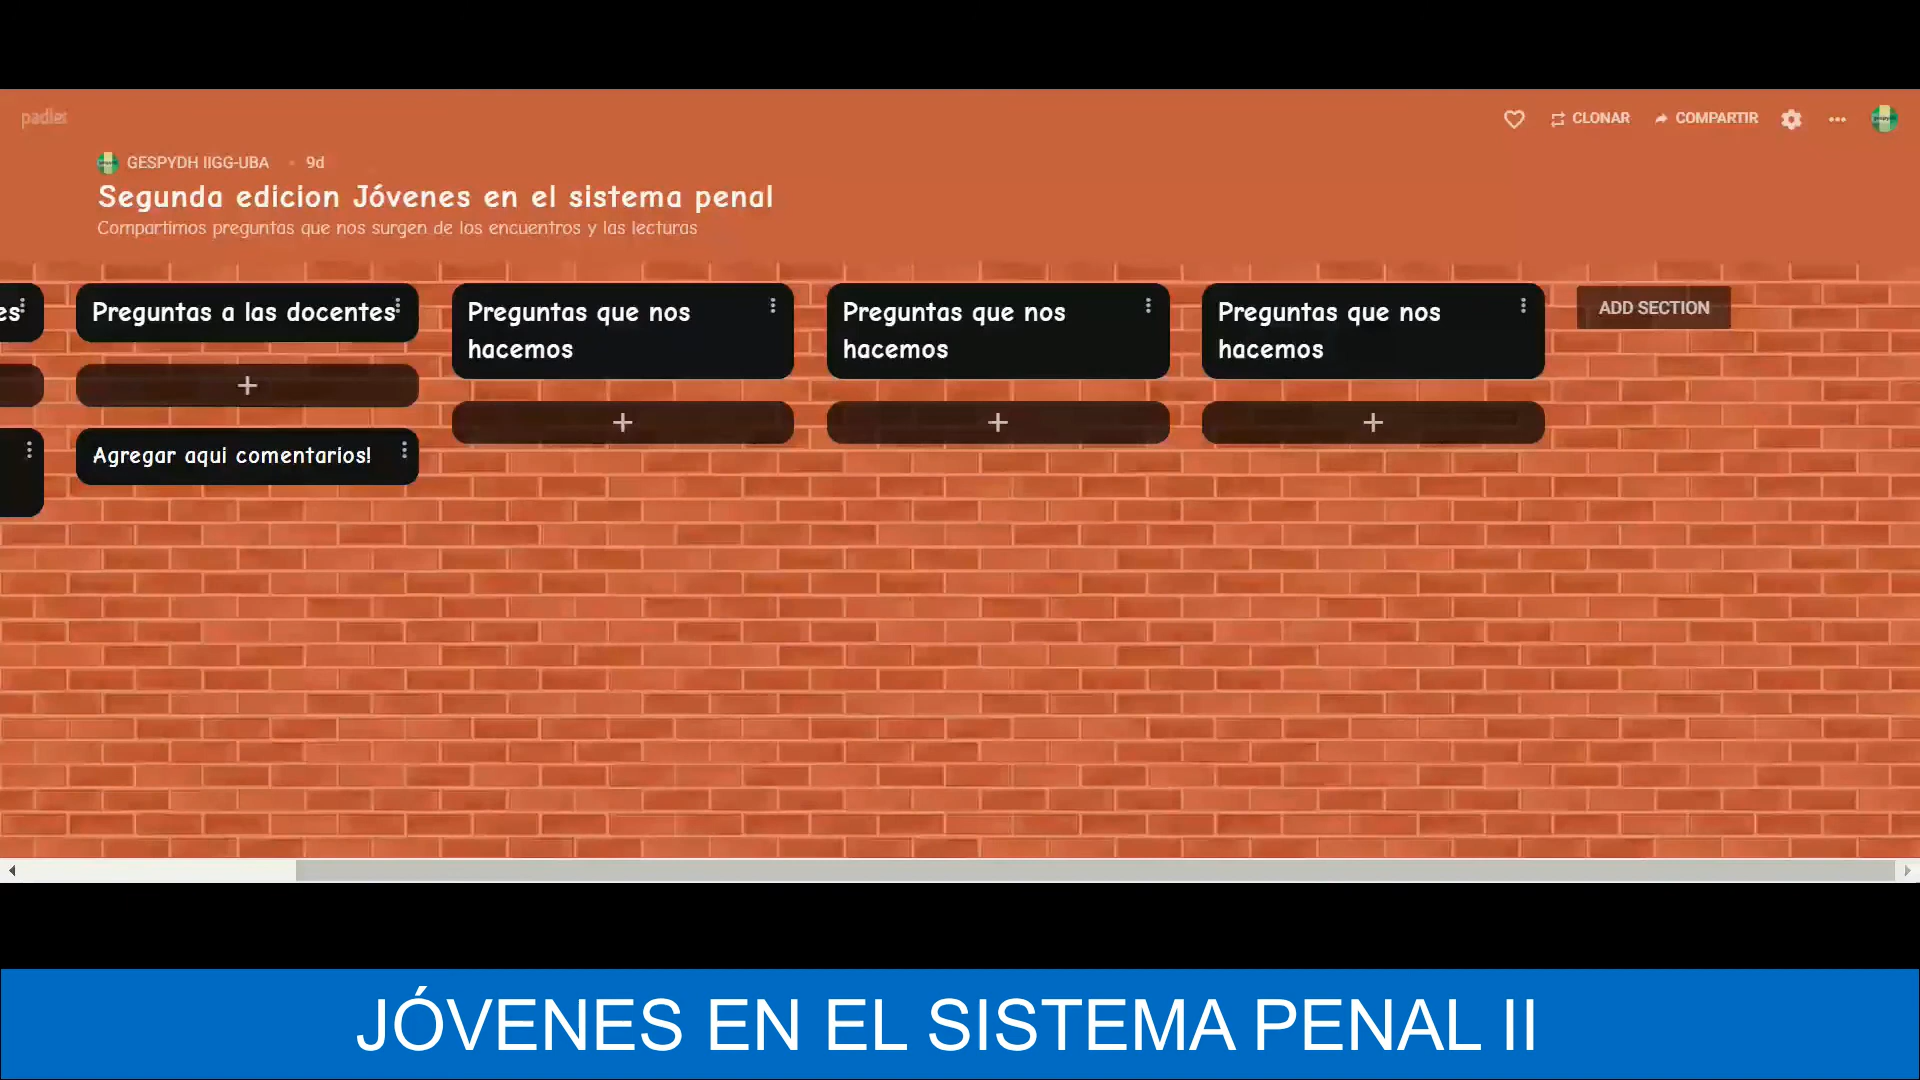 padlet
CLONAR
COMPARTIR
GESPYDH IIGG-UBA • 9d
Segunda edicion Jóvenes en el sistema penal
Compartimos preguntas que nos surgen de los encuentros y las lecturas
es
Preguntas a las docentes
Preguntas que nos
hacemos
Preguntas que nos
hacemos
Preguntas que nos
hacemos
ADD SECTION
Agregar aqui comentarios!
JÓVENES EN EL SISTEMA PENAL II